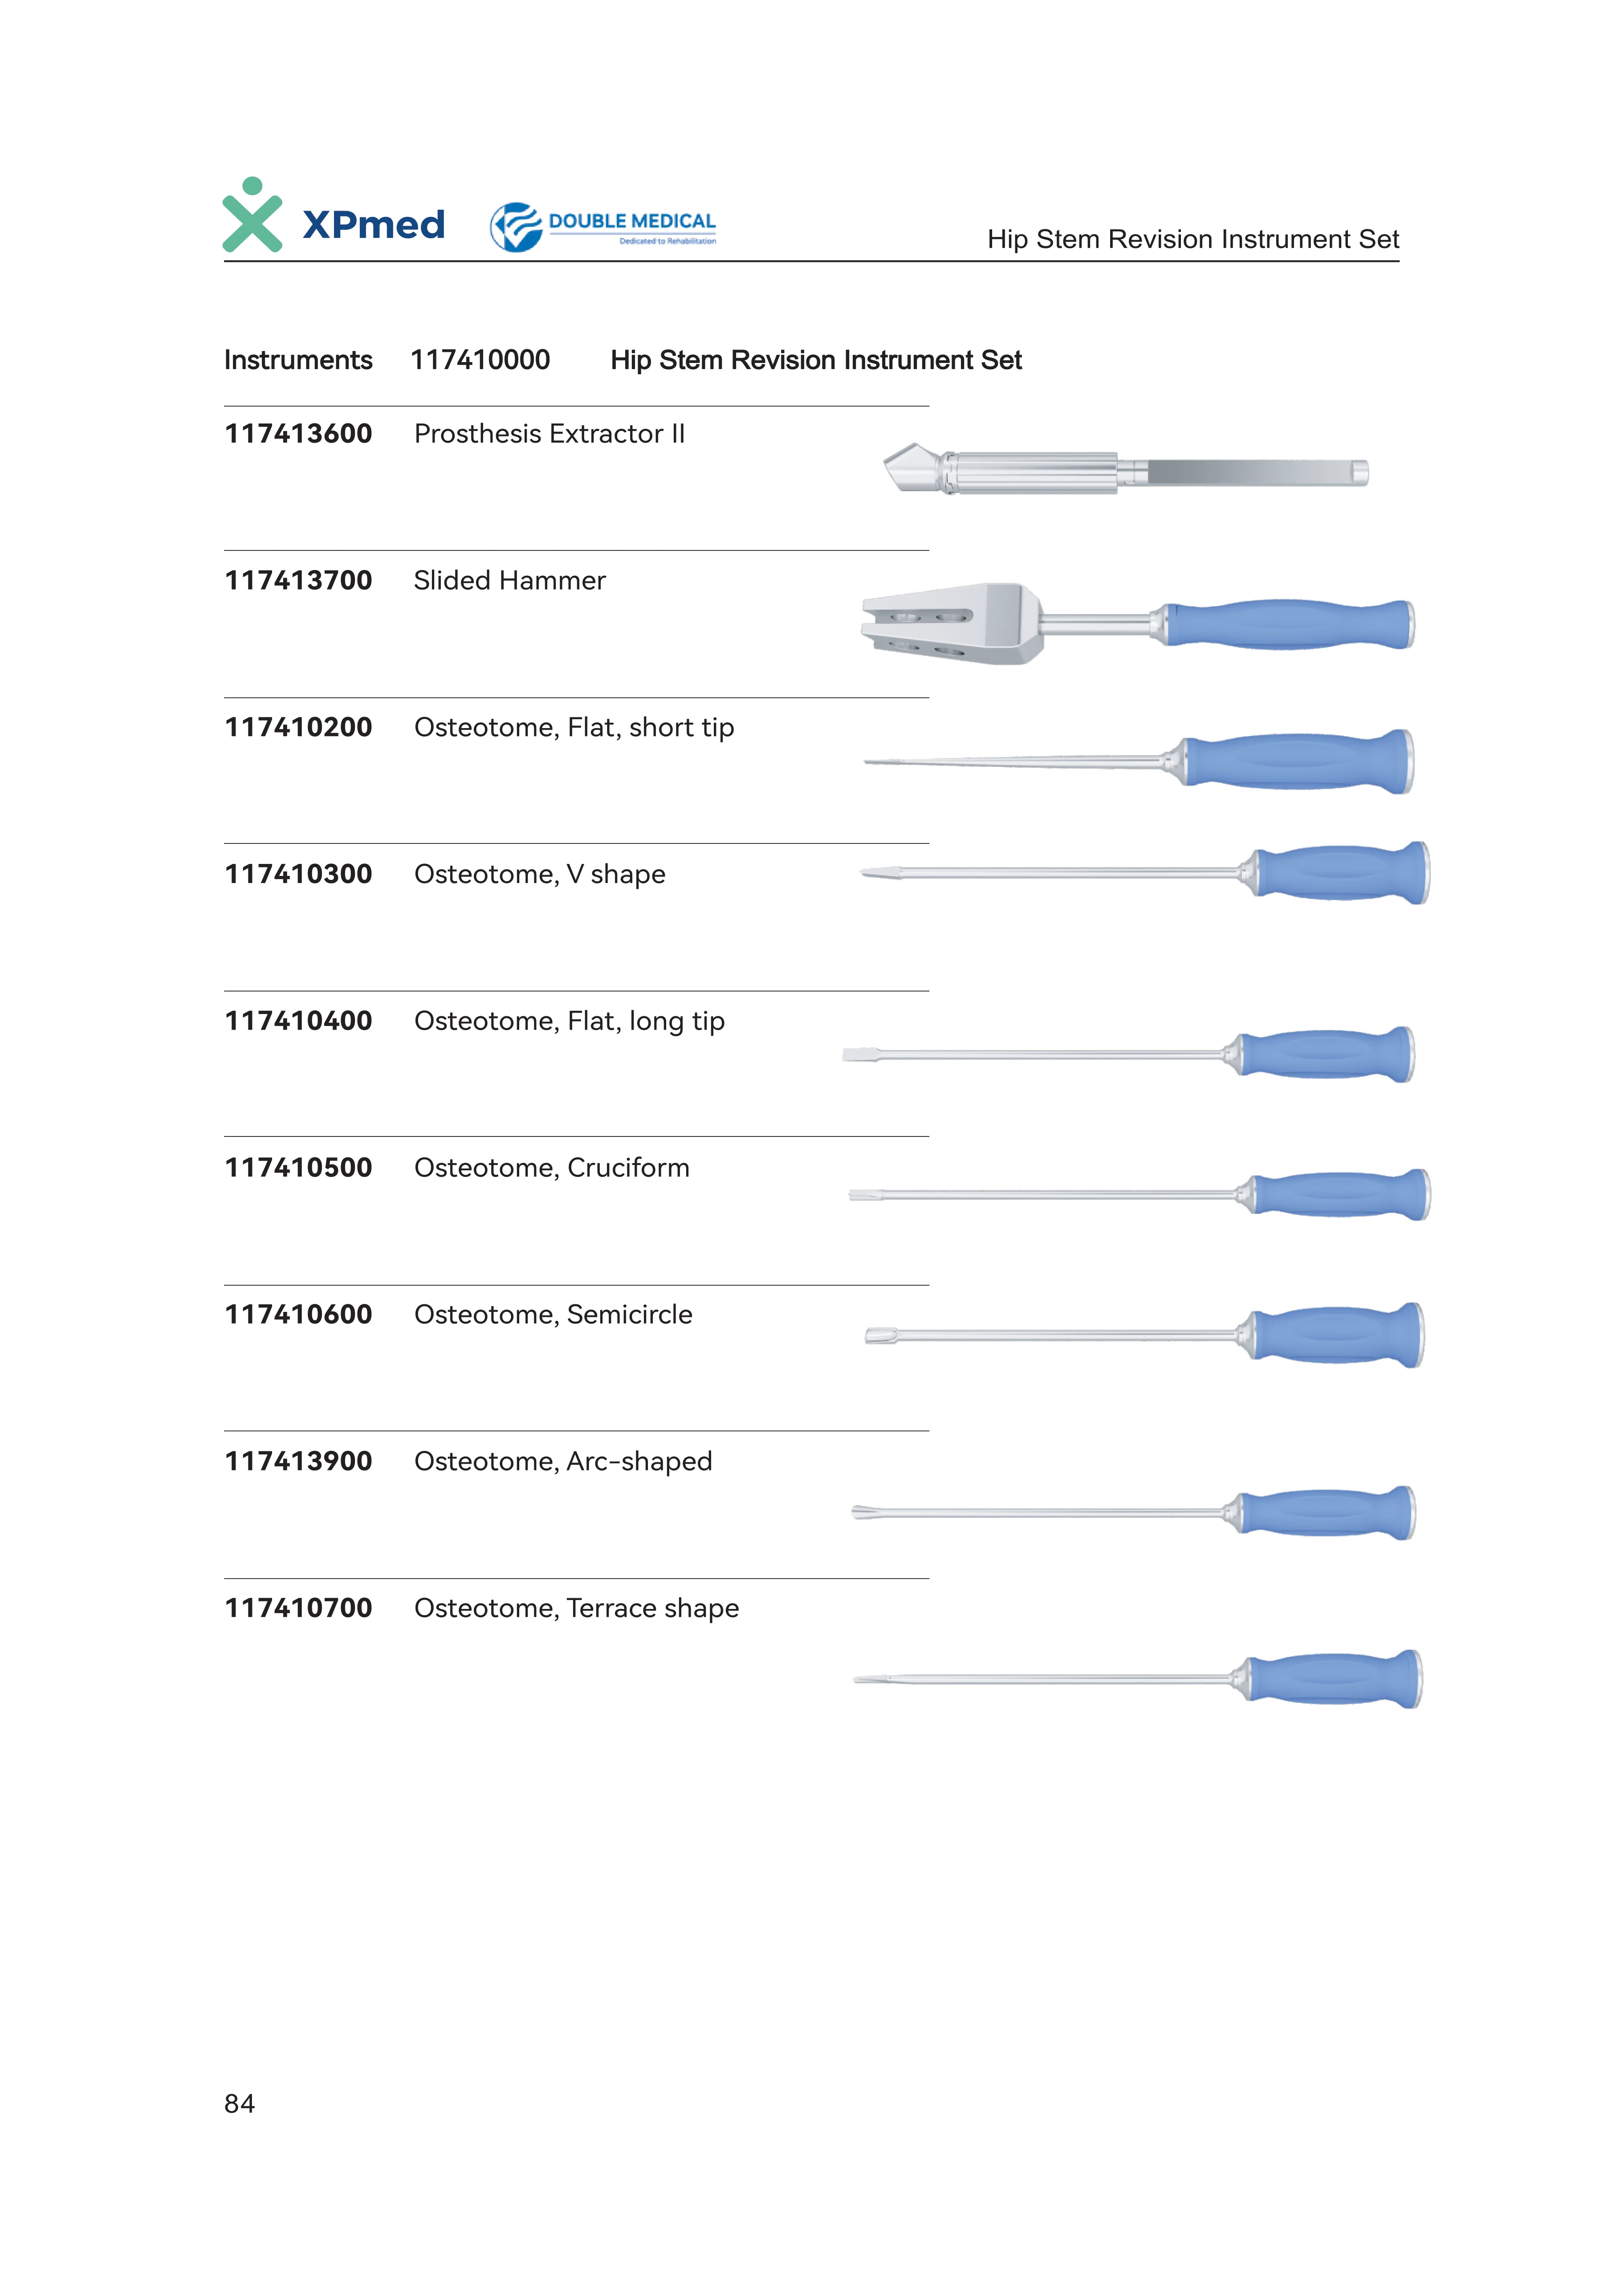 XPmed
DOUBLE MEDICAL
Dedicated to Rehabilitation
Hip Stem Revision Instrument Set
Instruments 117410000 Hip Stem Revision Instrument Set
117413600 Prosthesis Extractor II
117413700 Slided Hammer
117410200 Osteotome, Flat, short tip
117410300 Osteotome, V shape
117410400 Osteotome, Flat, long tip
117410500 Osteotome, Cruciform
117410600 Osteotome, Semicircle
117413900 Osteotome, Arc-shaped
117410700 Osteotome, Terrace shape
84